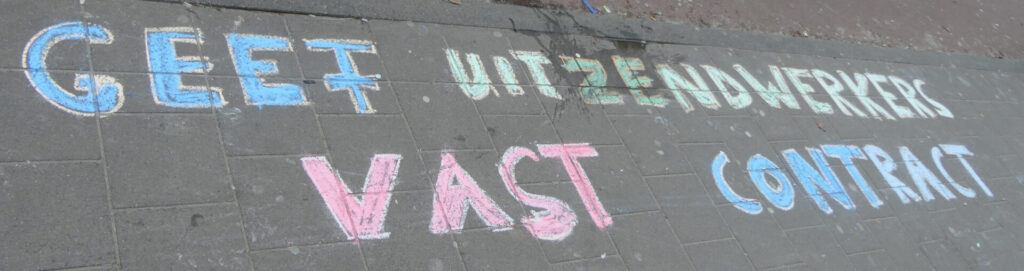 GEEF UITZENDWERKERS
VAST CONTRACT